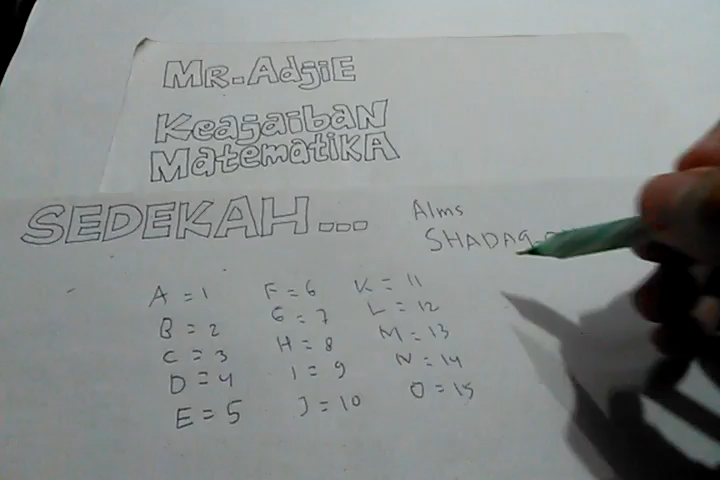 MR. AdjiE
KeajaibaN
MatematiKA
SEDEKAH...
Alms
A = 1 F = 6 K = 11
B = 2 G = 7 L = 12
C = 3 H = 8 M = 13
D = 4 I = 9 N = 14
E = 5 J = 10 O = 15